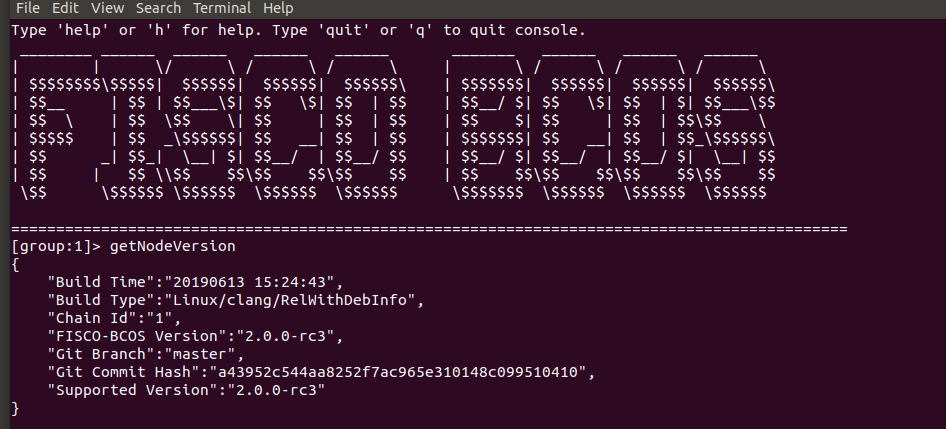 File Edit View Search Terminal Help
Type 'help' or 'h' for help. Type 'quit' or 'q' to quit console.
FISCO BCOS
=============================================================================================
[group:1]> getNodeVersion
{
    "Build Time":"20190613 15:24:43",
    "Build Type":"Linux/clang/RelWithDebInfo",
    "Chain Id":"1",
    "FISCO-BCOS Version":"2.0.0-rc3",
    "Git Branch":"master",
    "Git Commit Hash":"a43952c544aa8252f7ac965e310148c099510410",
    "Supported Version":"2.0.0-rc3"
}